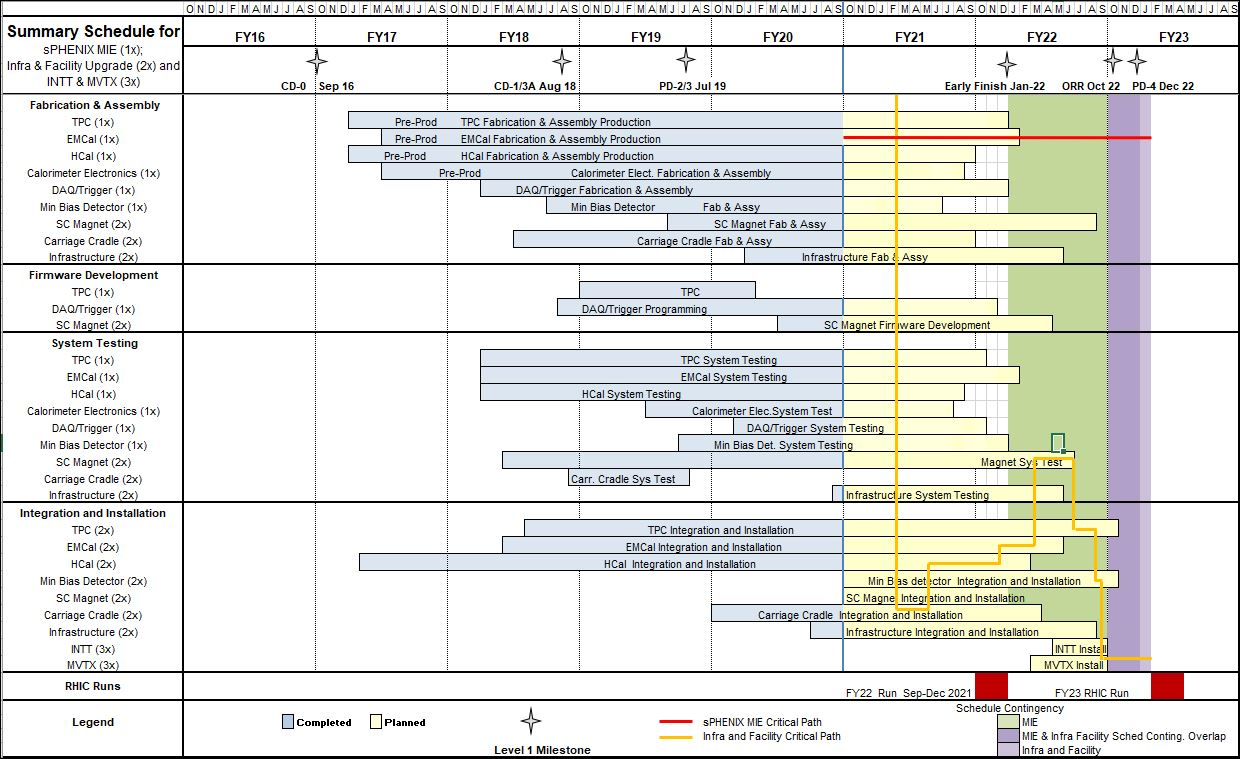 O N D J F M A M J J A S O N D J F M A M J J A S O N D J F M A M J J A S O N D J F M A M J J A S O N D J F M A M J J A S O N D J F M A M J J A S O N D J F M A M J J A S O N D J F M A M J J A S
Summary Schedule for
sPHENIX MIE (1x);
Infra & Facility Upgrade (2x) and
INTT & MVTX (3x)
FY16 FY17 FY18 FY19 FY20 FY21 FY22 FY23
CD-0 Sep 16 CD-1/3A Aug 18 PD-2/3 Jul 19 Early Finish Jan-22 ORR Oct 22 PD-4 Dec 22
Fabrication & Assembly
TPC (1x) Pre-Prod TPC Fabrication & Assembly Production
EMCal (1x) Pre-Prod EMCal Fabrication & Assembly Production
HCal (1x) Pre-Prod HCal Fabrication & Assembly Production
Calorimeter Electronics (1x) Pre-Prod Calorimeter Elect. Fabrication & Assembly
DAQ/Trigger (1x) DAQ/Trigger Fabrication & Assembly
Min Bias Detector (1x) Min Bias Detector Fab & Assy
SC Magnet (2x) SC Magnet Fab & Assy
Carriage Cradle (2x) Carriage Cradle Fab & Assy
Infrastructure (2x) Infrastructure Fab & Assy
Firmware Development
TPC (1x) TPC
DAQ/Trigger (1x) DAQ/Trigger Programming
SC Magnet (2x) SC Magnet Firmware Development
System Testing
TPC (1x) TPC System Testing
EMCal (1x) EMCal System Testing
HCal (1x) HCal System Testing
Calorimeter Electronics (1x) Calorimeter Elec.System Test
DAQ/Trigger (1x) DAQ/Trigger System Testing
Min Bias Detector (1x) Min Bias Det. System Testing
SC Magnet (2x) Magnet Sys Test
Carriage Cradle (2x) Carr. Cradle Sys Test
Infrastructure (2x) Infrastructure System Testing
Integration and Installation
TPC (2x) TPC Integration and Installation
EMCal (2x) EMCal Integration and Installation
HCal (2x) HCal Integration and Installation
Min Bias Detector (2x) Min Bias detector Integration and Installation
SC Magnet (2x) SC Magnet Integration and Installation
Carriage Cradle (2x) Carriage Cradle Integration and Installation
Infrastructure (2x) Infrastructure Integration and Installation
INTT (3x) INTT Install
MVTX (3x) MVTX Install
RHIC Runs FY22 Run Sep-Dec 2021 FY23 RHIC Run
Legend Completed Planned Level 1 Milestone
sPHENIX MIE Critical Path
Infra and Facility Critical Path
Schedule Contingency
MIE
MIE & Infra Facility Sched Conting. Overlap
Infra and Facility